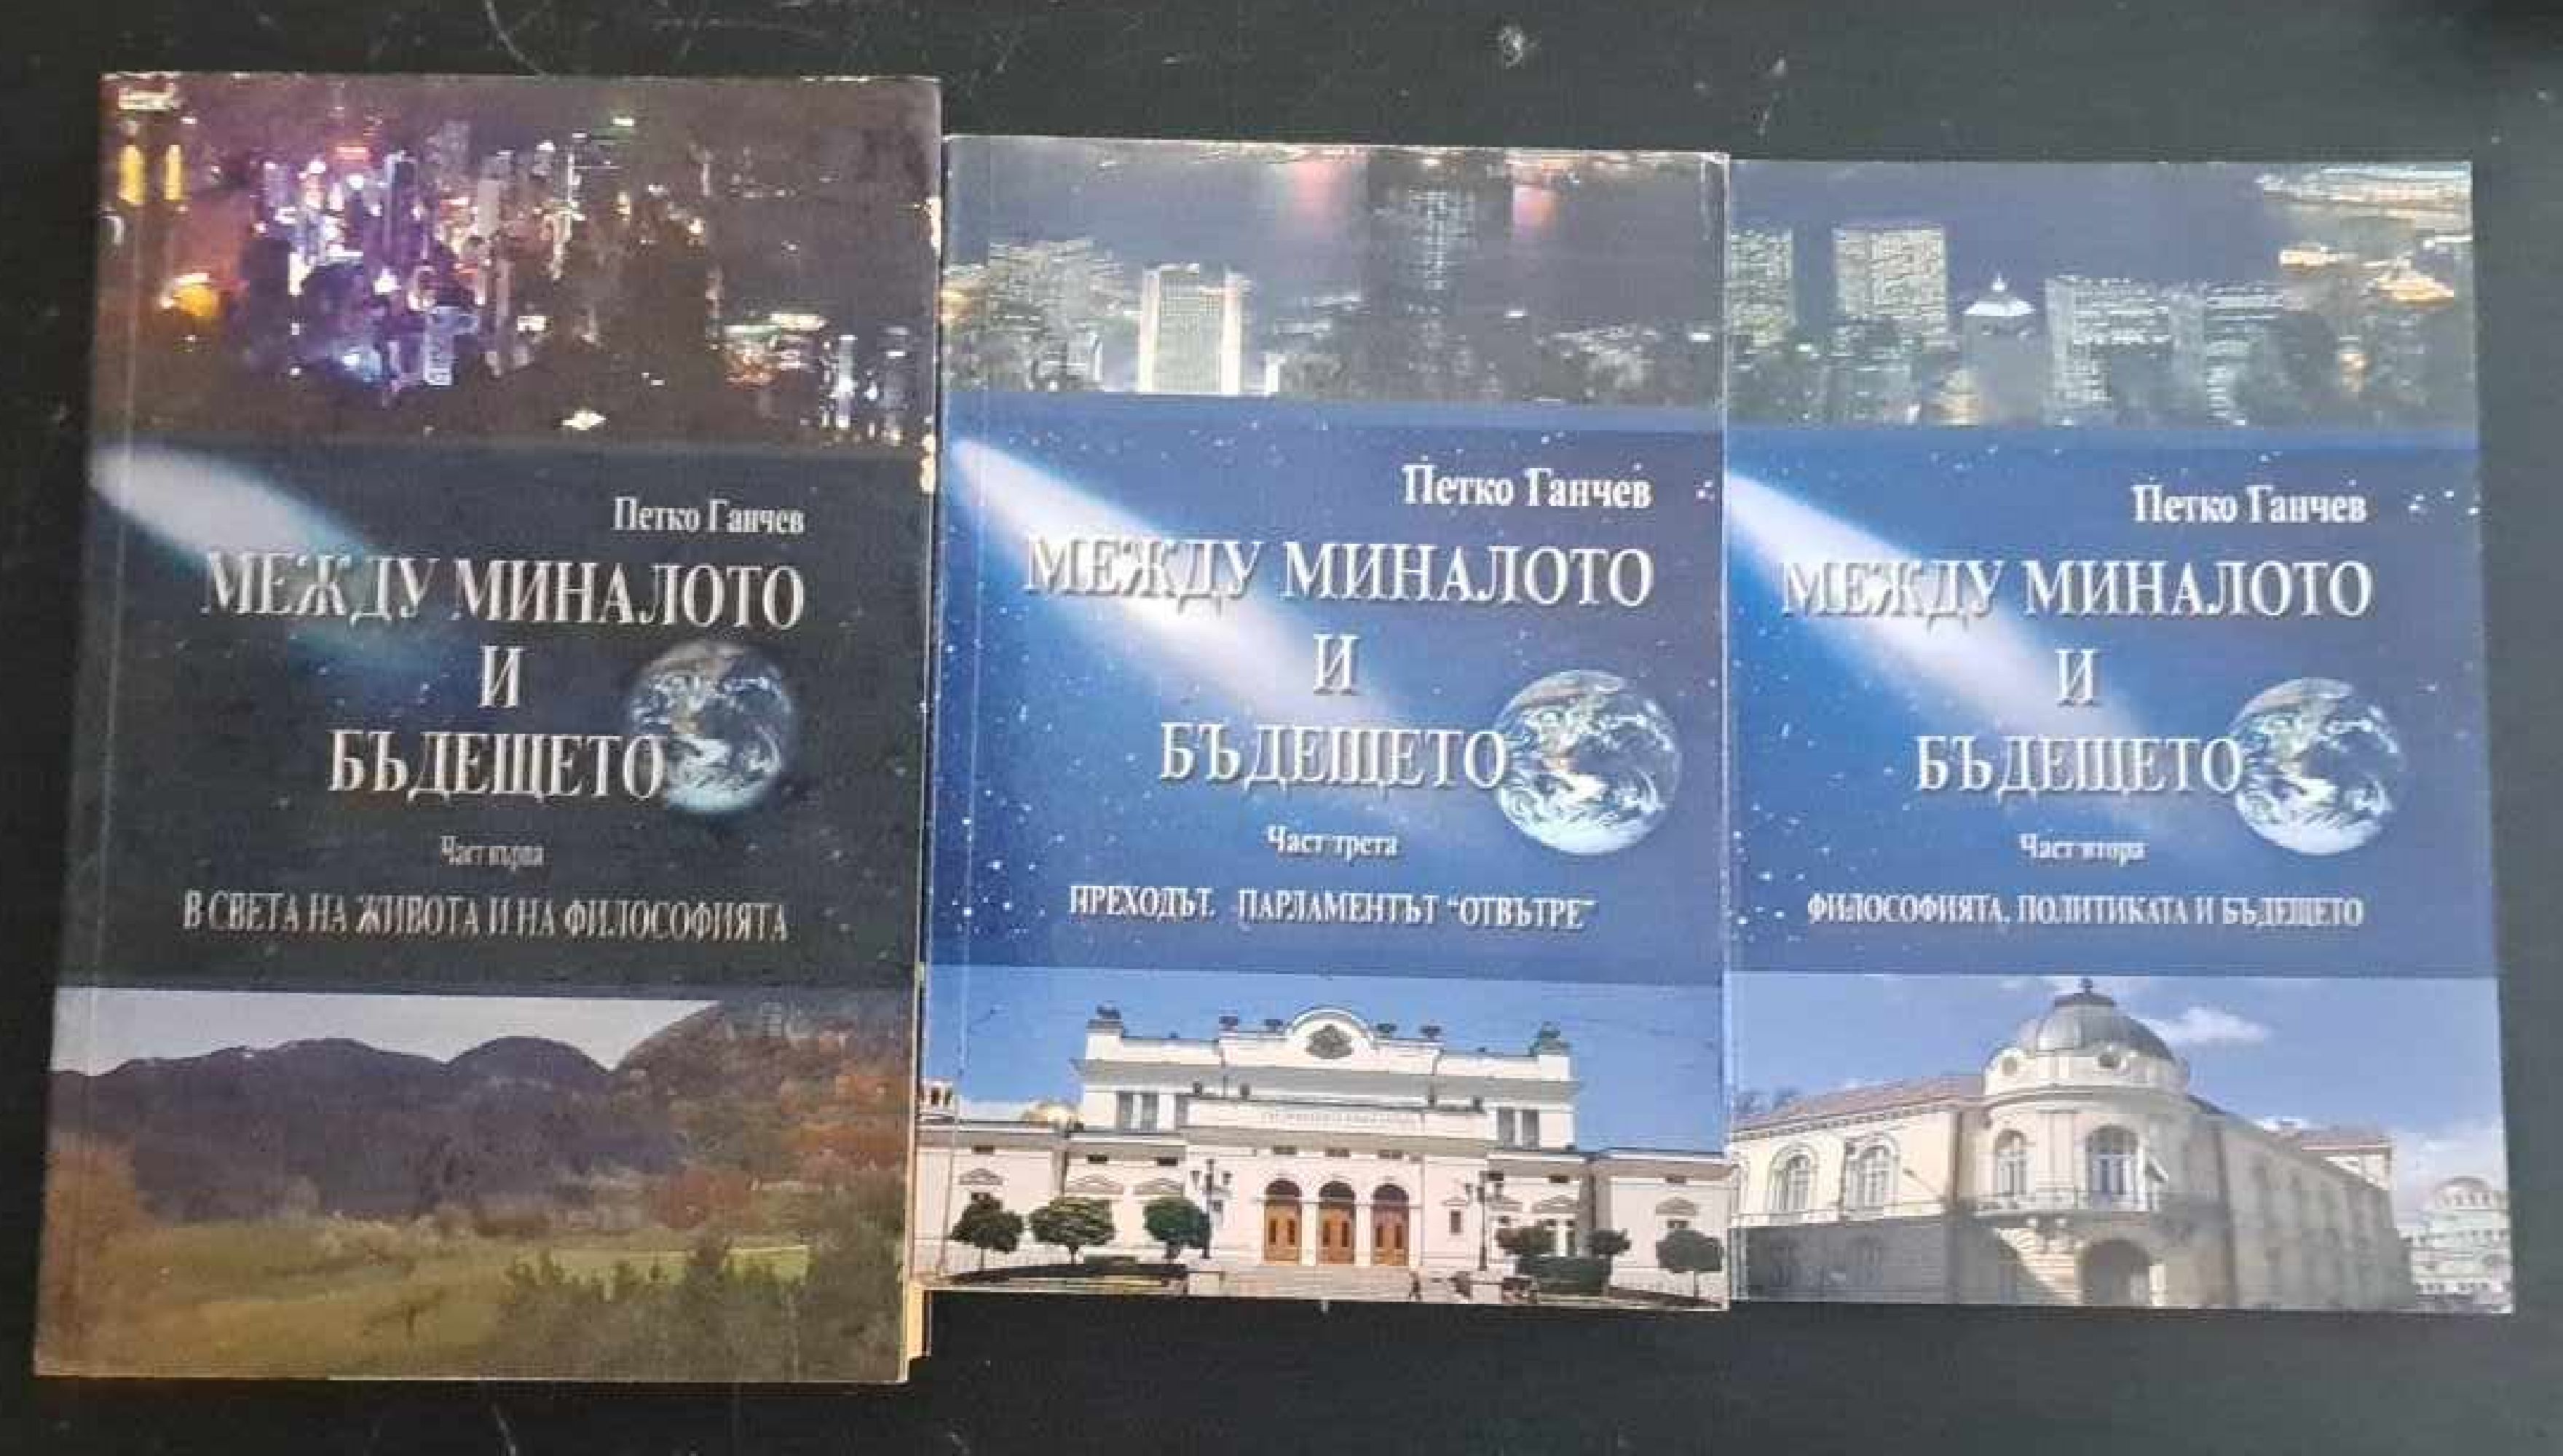 Петко Ганчев
МЕЖДУ МИНАЛОТО
И
БЪДЕЩЕТО
Част първа
В СВЕТА НА ЖИВОТА И НА ФИЛОСОФИЯТА
Петко Ганчев
МЕЖДУ МИНАЛОТО
И
БЪДЕЩЕТО
Част трета
ПРЕХОДЪТ. ПАРЛАМЕНТЪТ "ОТВЪТРЕ"
Петко Ганчев
МЕЖДУ МИНАЛОТО
И
БЪДЕЩЕТО
Част втора
ФИЛОСОФИЯТА, ПОЛИТИКАТА И БЪДЕЩЕТО